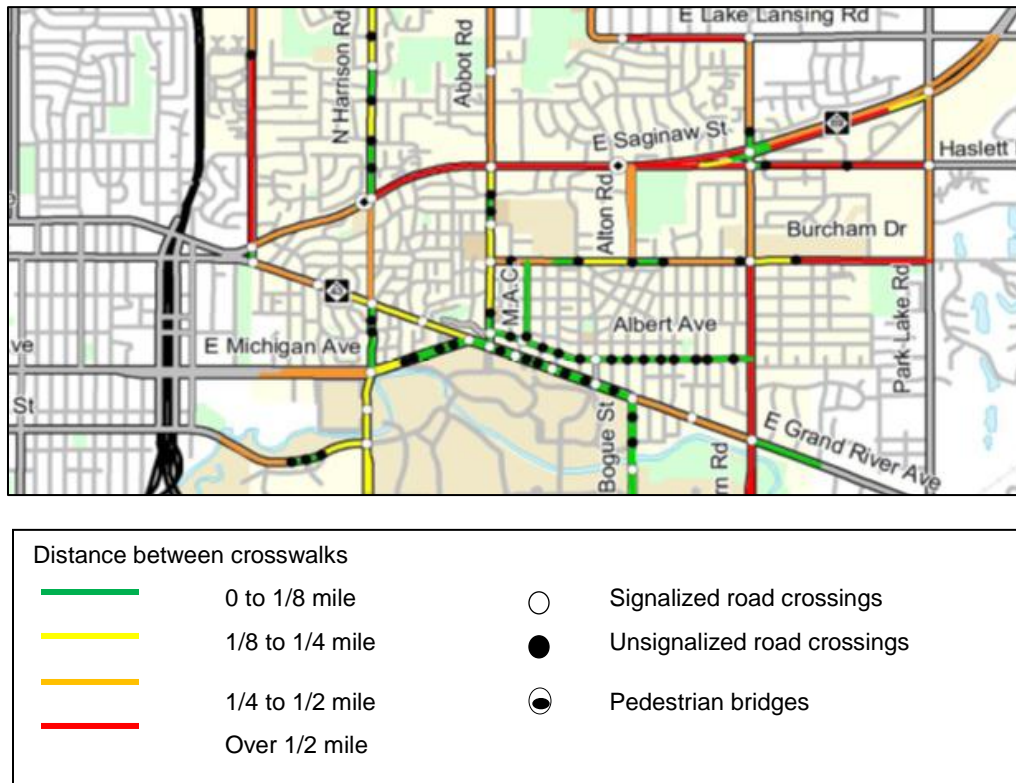 E Lake Lansing Rd
N Harrison Rd
Abbot Rd
E Saginaw St
Haslett
Alton Rd
Burcham Dr
M.A.C
Park Lake Rd
Albert Ave
E Michigan Ave
ve
St
E Grand River Ave
Bogue St
rn Rd
Distance between crosswalks
0 to 1/8 mile
Signalized road crossings
1/8 to 1/4 mile
Unsignalized road crossings
1/4 to 1/2 mile
Pedestrian bridges
Over 1/2 mile